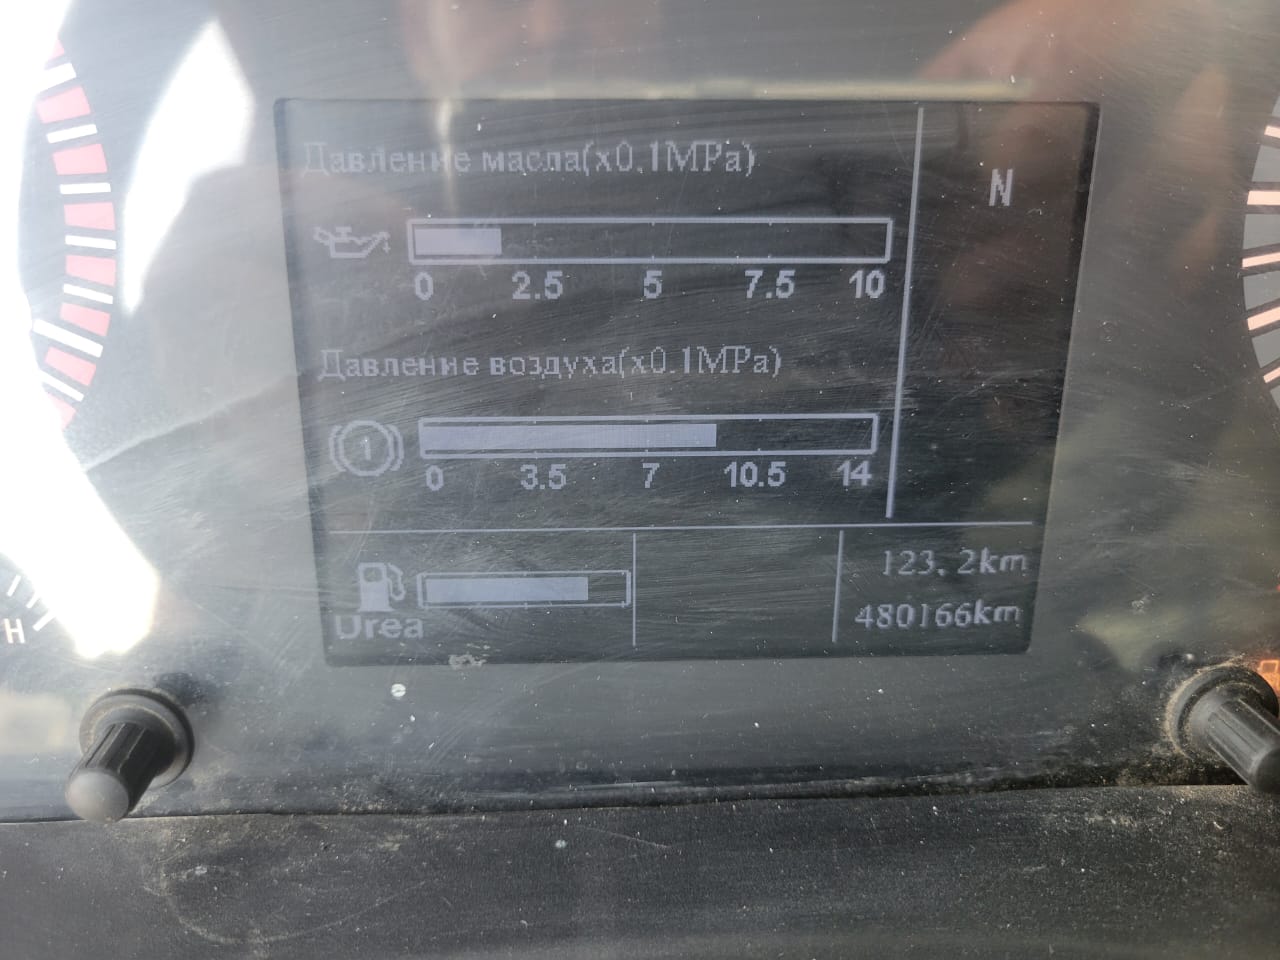 Давление масла(x0.1MPa)
N
0 2.5 5 7.5 10
Давление воздуха(x0.1MPa)
1
0 3.5 7 10.5 14
123.2km
Urea
480166km
H